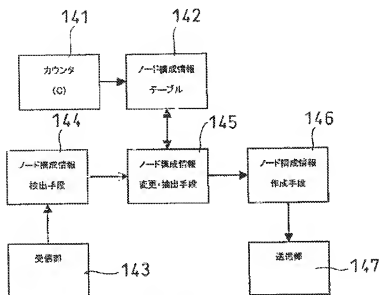 141
142
カウンタ
(C)
ノード構成情報
テーブル
144
145
146
ノード構成情報
検出手段
ノード構成情報
変更・抽出手段
ノード構成情報
作成手段
受信部
143
送信部
147